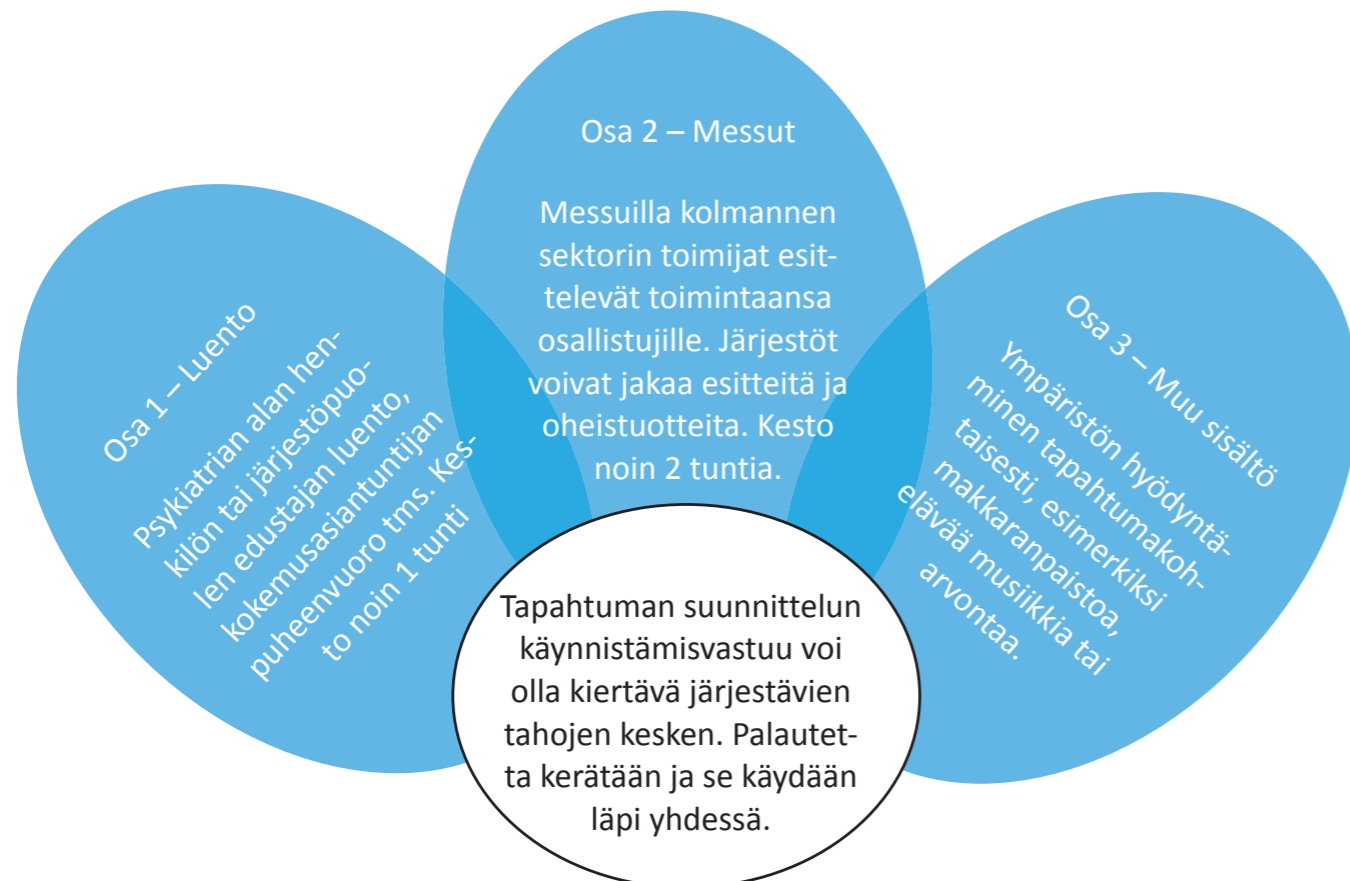 Osa 1 – Luento
Psykiatrian alan hen-
kilön tai järjestöpuo-
len edustajan luento,
kokemusasiantuntijan
puheenvuoro tms. Kes-
to noin 1 tunti
Osa 2 – Messut
Messuilla kolmannen
sektorin toimijat esit-
televät toimintaansa
osallistujille. Järjestöt
voivat jakaa esitteitä ja
oheistuotteita. Kesto
noin 2 tuntia.
Osa 3 – Muu sisältö
Ympäristön hyödyntä-
minen tapahtumakoh-
taisesti, esimerkiksi
makkaranpaistoa,
elävää musiikkia tai
arvontaa.
Tapahtuman suunnittelun
käynnistämisvastuu voi
olla kiertävä järjestävien
tahojen kesken. Palautet-
ta kerätään ja se käydään
läpi yhdessä.